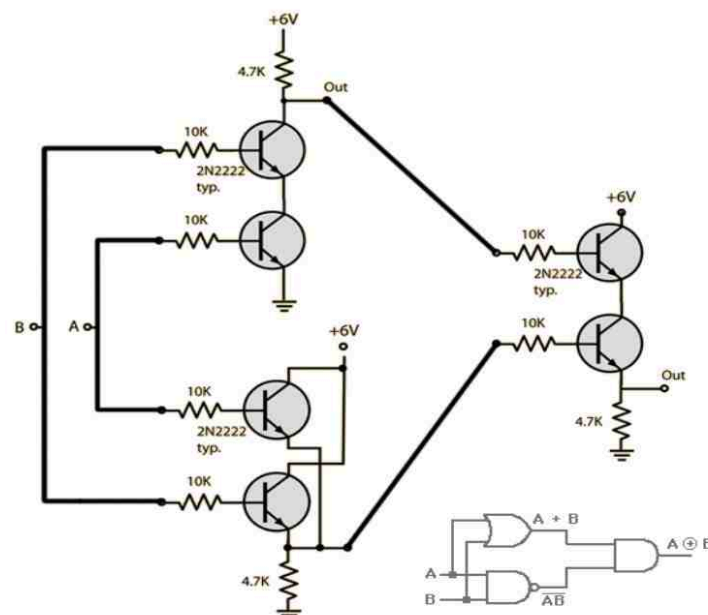 +6V
4.7K
Out
10K
2N2222
typ.
10K
B
A
+6V
10K
2N2222
typ.
10K
4.7K
+6V
10K
2N2222
typ.
10K
Out
4.7K
A + B
A ⊕ B
A
B
A̅B̅